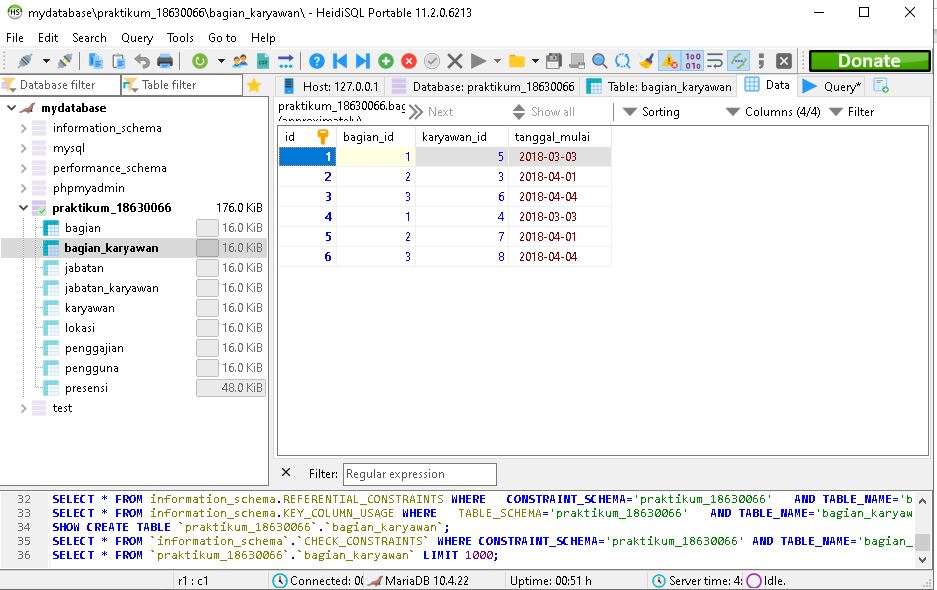 HS mydatabase\praktikum_18630066\bagian_karyawan\ - HeidiSQL Portable 11.2.0.6213
File Edit Search Query Tools Go to Help
Donate
Database filter Table filter
Host: 127.0.0.1 Database: praktikum_18630066 Table: bagian_karyawan Data Query*
mydatabase
information_schema
mysql
performance_schema
phpmyadmin
praktikum_18630066 176.0 KiB
bagian 16.0 KiB
bagian_karyawan 16.0 KiB
jabatan 16.0 KiB
jabatan_karyawan 16.0 KiB
karyawan 16.0 KiB
lokasi 16.0 KiB
penggajian 16.0 KiB
pengguna 16.0 KiB
presensi 48.0 KiB
test
praktikum_18630066.bag
(approximately) Next Show all Sorting Columns (4/4) Filter
id bagian_id karyawan_id tanggal_mulai
1 1 5 2018-03-03
2 2 3 2018-04-01
3 3 6 2018-04-04
4 1 4 2018-03-03
5 2 7 2018-04-01
6 3 8 2018-04-04
Filter: Regular expression
32 SELECT * FROM information_schema.REFERENTIAL_CONSTRAINTS WHERE CONSTRAINT_SCHEMA='praktikum_18630066' AND TABLE_NAME='b
33 SELECT * FROM information_schema.KEY_COLUMN_USAGE WHERE TABLE_SCHEMA='praktikum_18630066' AND TABLE_NAME='bagian_karyaw
34 SHOW CREATE TABLE `praktikum_18630066`.`bagian_karyawan`;
35 SELECT * FROM `information_schema`.`CHECK_CONSTRAINTS` WHERE CONSTRAINT_SCHEMA='praktikum_18630066' AND TABLE_NAME='bagian_
36 SELECT * FROM `praktikum_18630066`.`bagian_karyawan` LIMIT 1000;
r1 : c1 Connected: 00 MariaDB 10.4.22 Uptime: 00:51 h Server time: 4: Idle.